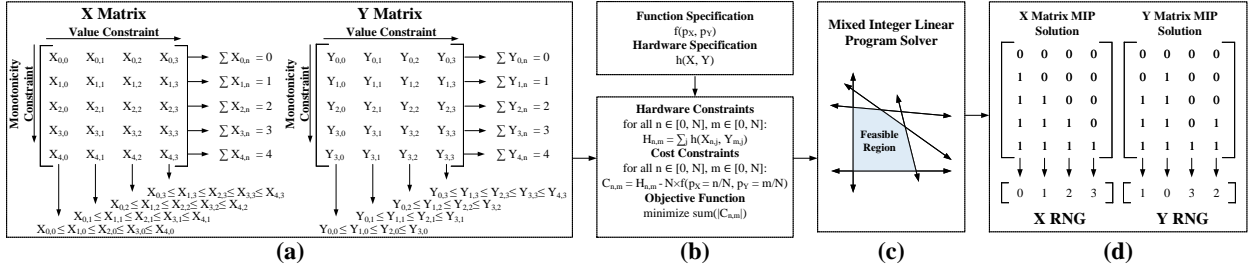 X Matrix
Value Constraint
Monotonicity
Constraint
X0,0 X0,1 X0,2 X0,3 ∑ X0,n = 0
X1,0 X1,1 X1,2 X1,3 ∑ X1,n = 1
X2,0 X2,1 X2,2 X2,3 ∑ X2,n = 2
X3,0 X3,1 X3,2 X3,3 ∑ X3,n = 3
X4,0 X4,1 X4,2 X4,3 ∑ X4,n = 4
X0,3 ≤ X1,3 ≤ X2,3 ≤ X3,3 ≤ X4,3
X0,2 ≤ X1,2 ≤ X2,2 ≤ X3,2 ≤ X4,2
X0,1 ≤ X1,1 ≤ X2,1 ≤ X3,1 ≤ X4,1
X0,0 ≤ X1,0 ≤ X2,0 ≤ X3,0 ≤ X4,0
Y Matrix
Value Constraint
Monotonicity
Constraint
Y0,0 Y0,1 Y0,2 Y0,3 ∑ Y0,n = 0
Y1,0 Y1,1 Y1,2 Y1,3 ∑ Y1,n = 1
Y2,0 Y2,1 Y2,2 Y2,3 ∑ Y2,n = 2
Y3,0 Y3,1 Y3,2 Y3,3 ∑ Y3,n = 3
Y3,0 Y3,1 Y3,2 Y3,3 ∑ Y4,n = 4
Y0,3 ≤ Y1,3 ≤ Y2,3 ≤ Y3,3 ≤ Y4,3
Y0,2 ≤ Y1,2 ≤ Y2,2 ≤ Y3,2
Y0,1 ≤ Y1,1 ≤ Y2,1 ≤ Y3,1
Y0,0 ≤ Y1,0 ≤ Y2,0 ≤ Y3,0
(a)
Function Specification
f(pX, pY)
Hardware Specification
h(X, Y)
Hardware Constraints
for all n ∈ [0, N], m ∈ [0, N]:
Hn,m = ∑j h(Xn,j, Ym,j)
Cost Constraints
for all n ∈ [0, N], m ∈ [0, N]:
Cn,m = Hn,m - N×f(pX = n/N, pY = m/N)
Objective Function
minimize sum(|Cn,m|)
(b)
Mixed Integer Linear
Program Solver
Feasible
Region
(c)
X Matrix MIP
Solution
0 0 0 0
1 0 0 0
1 1 0 0
1 1 1 0
1 1 1 1
0 1 2 3
X RNG
Y Matrix MIP
Solution
0 0 0 0
0 1 0 0
1 1 0 0
1 1 0 1
1 1 1 1
1 0 3 2
Y RNG
(d)